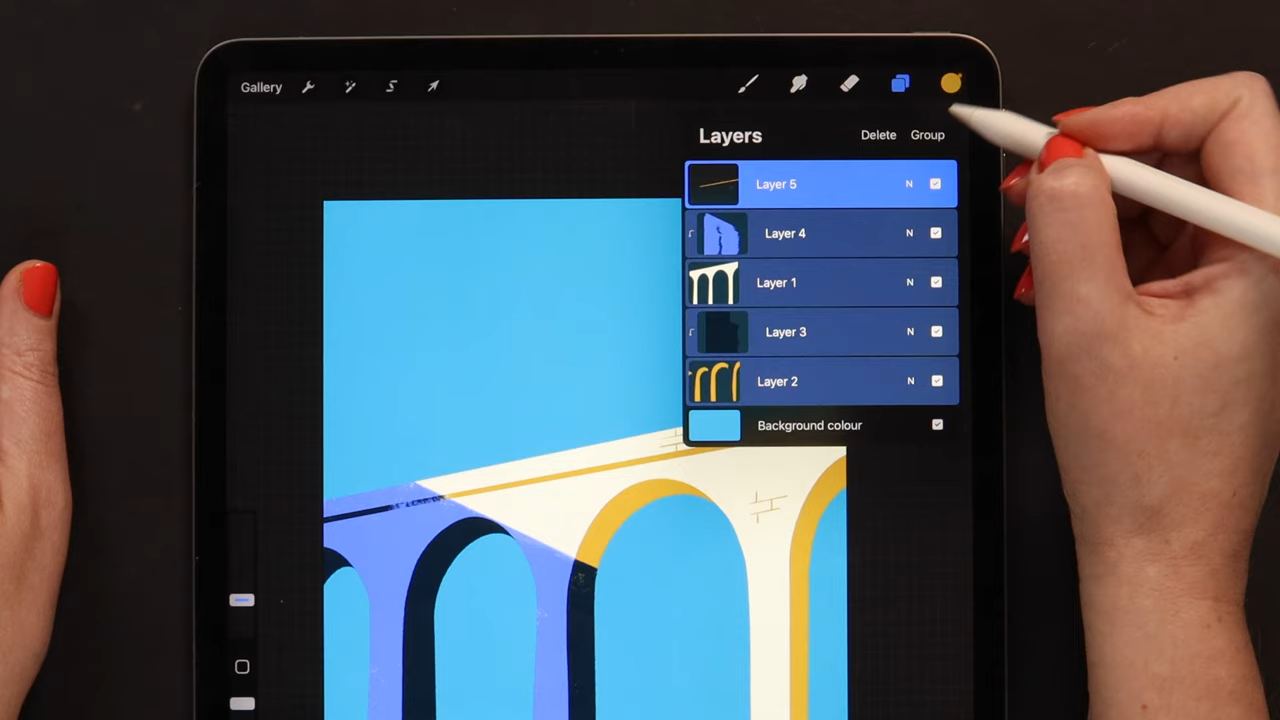 Gallery
Layers Delete Group
Layer 5 N
Layer 4 N
Layer 1 N
Layer 3 N
Layer 2 N
Background colour